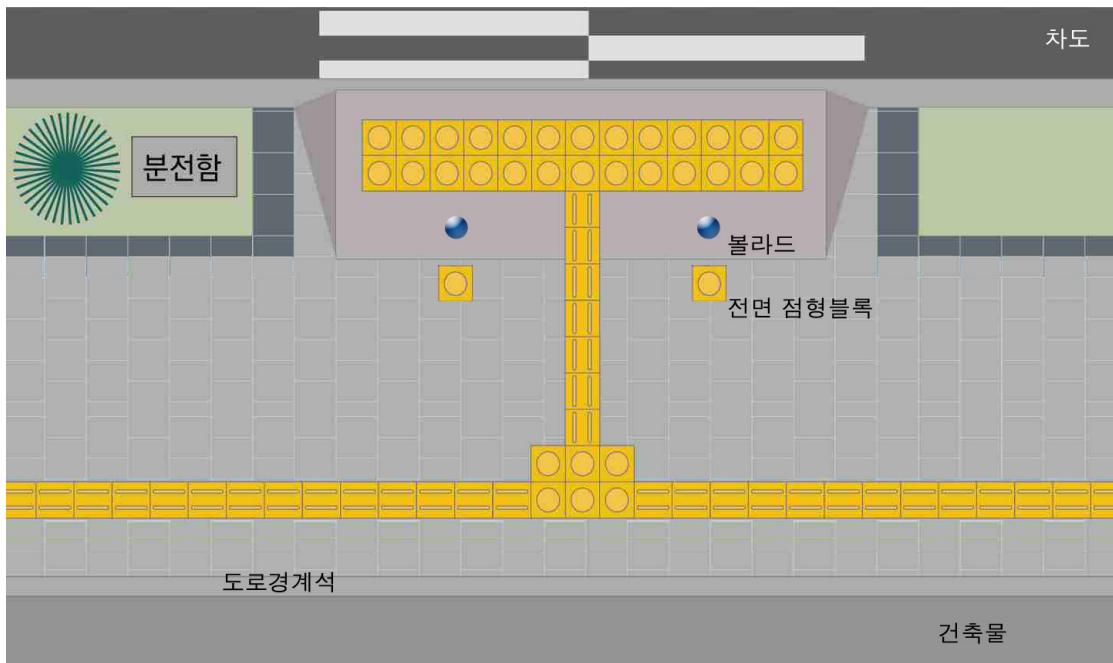 차도
분전함
볼라드
전면 점형블록
도로경계석
건축물